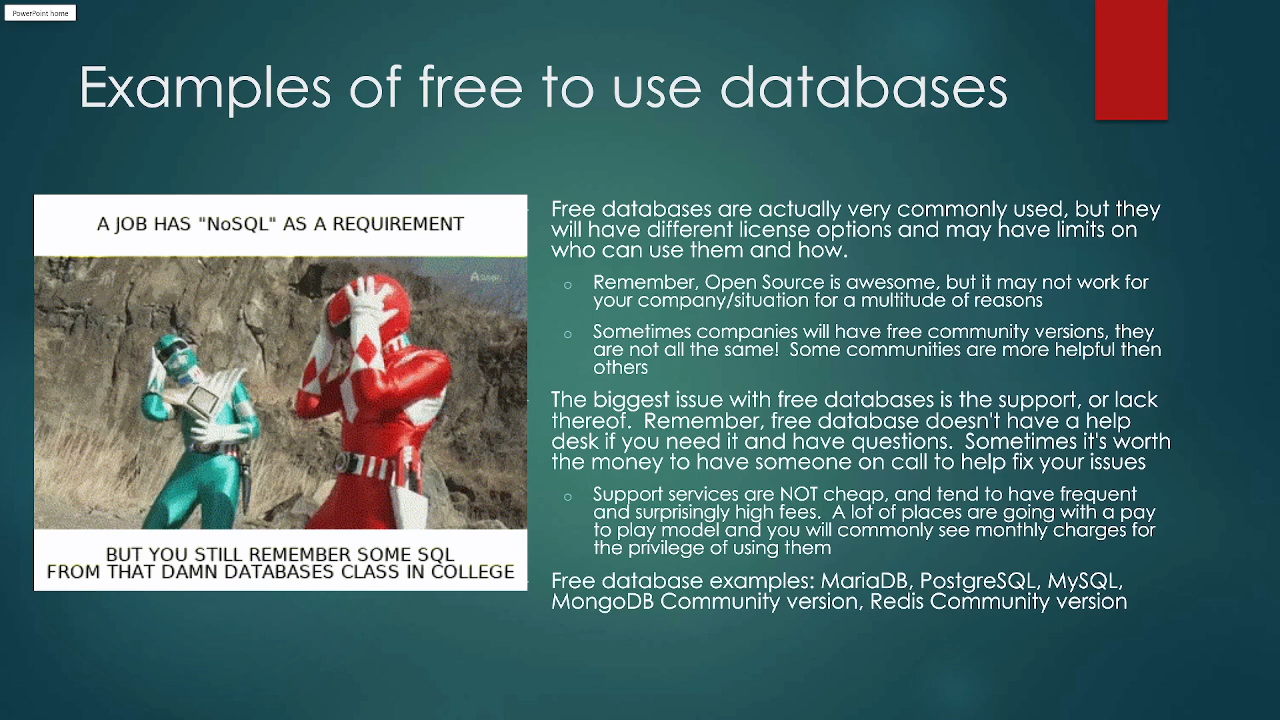 PowerPoint home
Examples of free to use databases
A JOB HAS "NoSQL" AS A REQUIREMENT
BUT YOU STILL REMEMBER SOME SQL
FROM THAT DAMN DATABASES CLASS IN COLLEGE
Free databases are actually very commonly used, but they
will have different license options and may have limits on
who can use them and how.
Remember, Open Source is awesome, but it may not work for
your company/situation for a multitude of reasons
Sometimes companies will have free community versions, they
are not all the same!  Some communities are more helpful then
others
The biggest issue with free databases is the support, or lack
thereof.  Remember, free database doesn't have a help
desk if you need it and have questions.  Sometimes it's worth
the money to have someone on call to help fix your issues
Support services are NOT cheap, and tend to have frequent
and surprisingly high fees.  A lot of places are going with a pay
to play model and you will commonly see monthly charges for
the privilege of using them
Free database examples: MariaDB, PostgreSQL, MySQL,
MongoDB Community version, Redis Community version